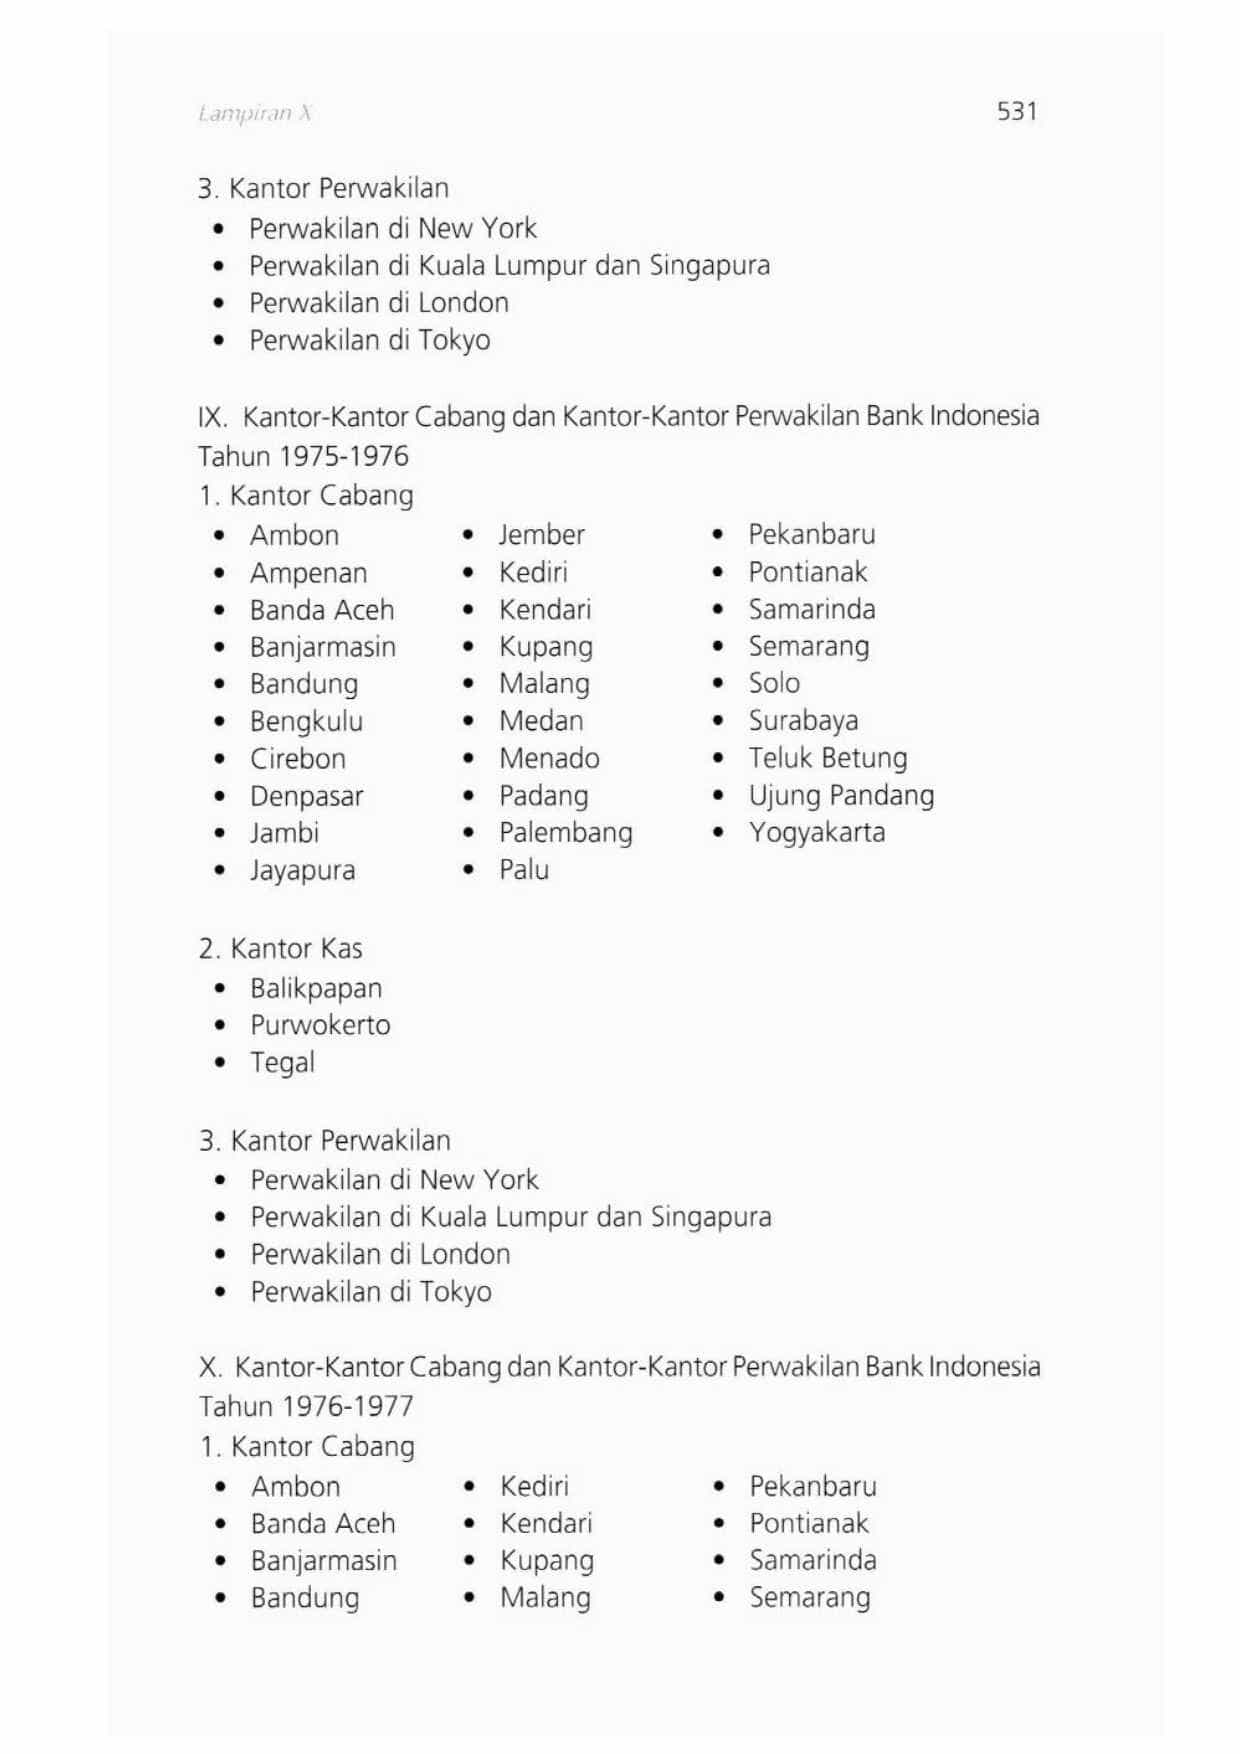 Lampiran X 531
3. Kantor Perwakilan
• Perwakilan di New York
• Perwakilan di Kuala Lumpur dan Singapura
• Perwakilan di London
• Perwakilan di Tokyo
IX. Kantor-Kantor Cabang dan Kantor-Kantor Perwakilan Bank Indonesia
Tahun 1975-1976
1. Kantor Cabang
• Ambon • Jember • Pekanbaru
• Ampenan • Kediri • Pontianak
• Banda Aceh • Kendari • Samarinda
• Banjarmasin • Kupang • Semarang
• Bandung • Malang • Solo
• Bengkulu • Medan • Surabaya
• Cirebon • Menado • Teluk Betung
• Denpasar • Padang • Ujung Pandang
• Jambi • Palembang • Yogyakarta
• Jayapura • Palu
2. Kantor Kas
• Balikpapan
• Purwokerto
• Tegal
3. Kantor Perwakilan
• Perwakilan di New York
• Perwakilan di Kuala Lumpur dan Singapura
• Perwakilan di London
• Perwakilan di Tokyo
X. Kantor-Kantor Cabang dan Kantor-Kantor Perwakilan Bank Indonesia
Tahun 1976-1977
1. Kantor Cabang
• Ambon • Kediri • Pekanbaru
• Banda Aceh • Kendari • Pontianak
• Banjarmasin • Kupang • Samarinda
• Bandung • Malang • Semarang